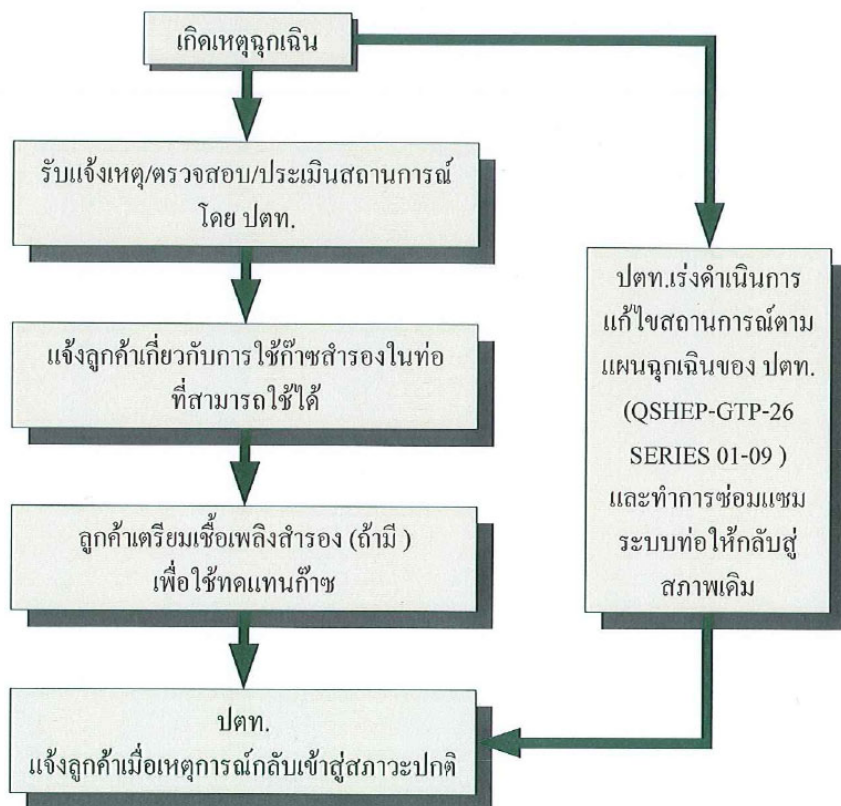 เกิดเหตุฉุกเฉิน
รับแจ้งเหตุ/ตรวจสอบ/ประเมินสถานการณ์
โดย ปตท.
แจ้งลูกค้าเกี่ยวกับการใช้ก๊าซสำรองในท่อ
ที่สามารถใช้ได้
ลูกค้าเตรียมเชื้อเพลิงสำรอง (ถ้ามี )
เพื่อใช้ทดแทนก๊าซ
ปตท.
แจ้งลูกค้าเมื่อเหตุการณ์กลับเข้าสู่สภาวะปกติ
ปตท.เร่งดำเนินการ
แก้ไขสถานการณ์ตาม
แผนฉุกเฉินของ ปตท.
(QSHEP-GTP-26
SERIES 01-09 )
และทำการซ่อมแซม
ระบบท่อให้กลับสู่
สภาพเดิม